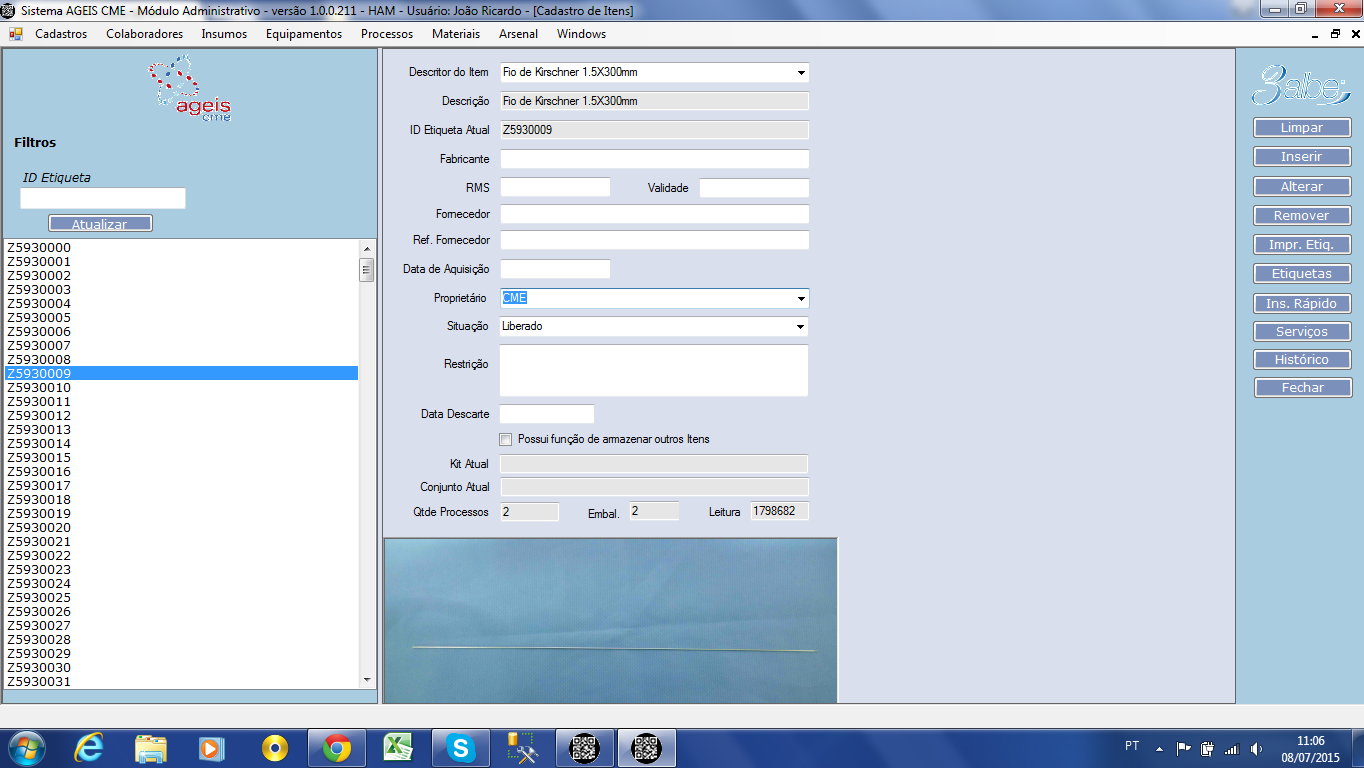 Sistema AGEIS CME - Módulo Administrativo - versão 1.0.0.211 - HAM - Usuário: João Ricardo - [Cadastro de Itens]
Cadastros Colaboradores Insumos Equipamentos Processos Materiais Arsenal Windows
ageis
cme
Filtros
ID Etiqueta
Atualizar
Z5930000
Z5930001
Z5930002
Z5930003
Z5930004
Z5930005
Z5930006
Z5930007
Z5930008
Z5930009
Z5930010
Z5930011
Z5930012
Z5930013
Z5930014
Z5930015
Z5930016
Z5930017
Z5930018
Z5930019
Z5930020
Z5930021
Z5930022
Z5930023
Z5930024
Z5930025
Z5930026
Z5930027
Z5930028
Z5930029
Z5930030
Z5930031
Descritor do Item Fio de Kirschner 1.5X300mm
Descrição Fio de Kirschner 1.5X300mm
ID Etiqueta Atual Z5930009
Fabricante
RMS Validade
Fornecedor
Ref. Fornecedor
Data de Aquisição
Proprietário CME
Situação Liberado
Restrição
Data Descarte
Possui função de armazenar outros Itens
Kit Atual
Conjunto Atual
Qtde Processos 2 Embal. 2 Leitura 1798682
Limpar
Inserir
Alterar
Remover
Impr. Etiq.
Etiquetas
Ins. Rápido
Serviços
Histórico
Fechar
PT
11:06
08/07/2015